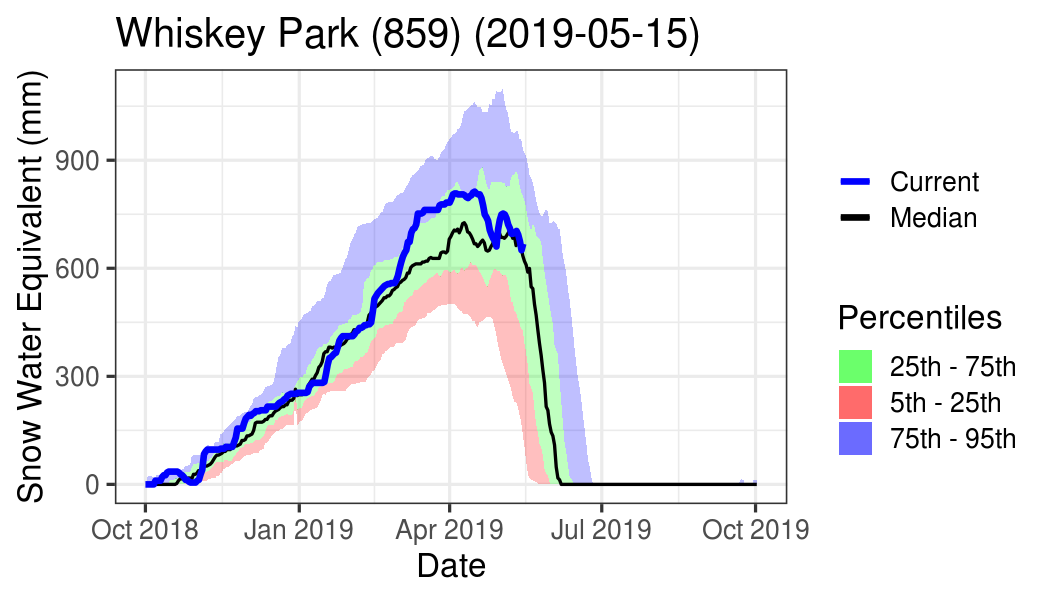 Whiskey Park (859) (2019-05-15)
Snow Water Equivalent (mm)
900
600
300
0
Oct 2018
Jan 2019
Apr 2019
Jul 2019
Oct 2019
Date
Current
Median
Percentiles
25th - 75th
5th - 25th
75th - 95th